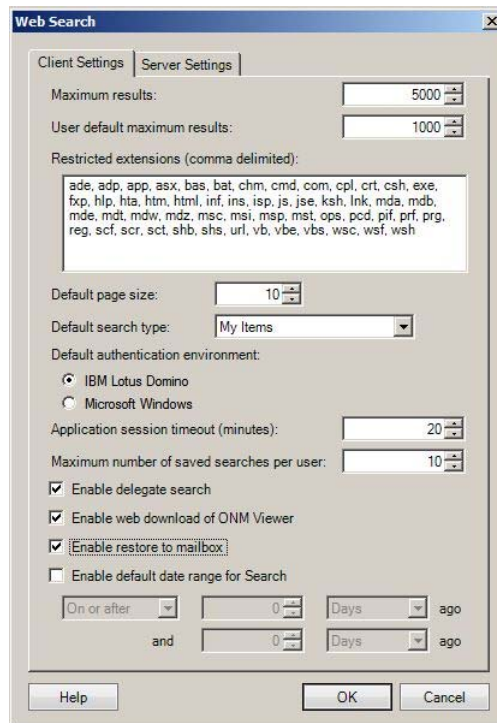 Web Search
Client Settings Server Settings
Maximum results: 5000
User default maximum results: 1000
Restricted extensions (comma delimited):
ade, adp, app, asx, bas, bat, chm, cmd, com, cpl, crt, csh, exe,
fxp, hlp, hta, htm, html, inf, ins, isp, js, jse, ksh, lnk, mda, mdb,
mde, mdt, mdw, mdz, msc, msi, msp, mst, ops, pcd, pif, prf, prg,
reg, scf, scr, sct, shb, shs, url, vb, vbe, vbs, wsc, wsf, wsh
Default page size: 10
Default search type: My Items
Default authentication environment:
IBM Lotus Domino
Microsoft Windows
Application session timeout (minutes): 20
Maximum number of saved searches per user: 10
Enable delegate search
Enable web download of ONM Viewer
Enable restore to mailbox
Enable default date range for Search
On or after 0 Days ago
and 0 Days ago
Help OK Cancel